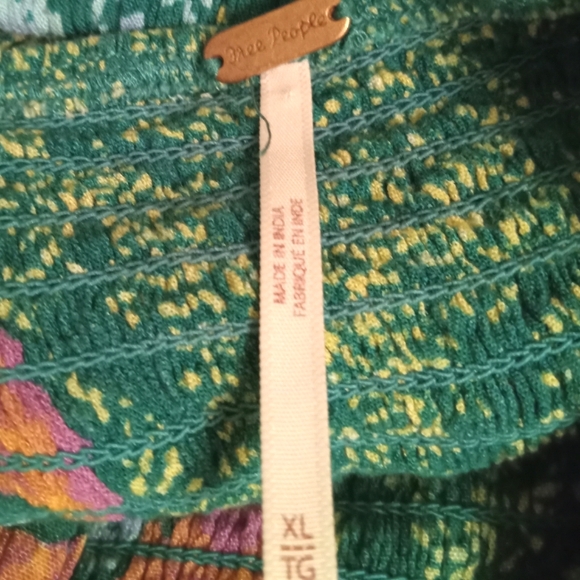 Free People
MADE IN INDIA
FABRIQUÉ EN INDE
XL
TG